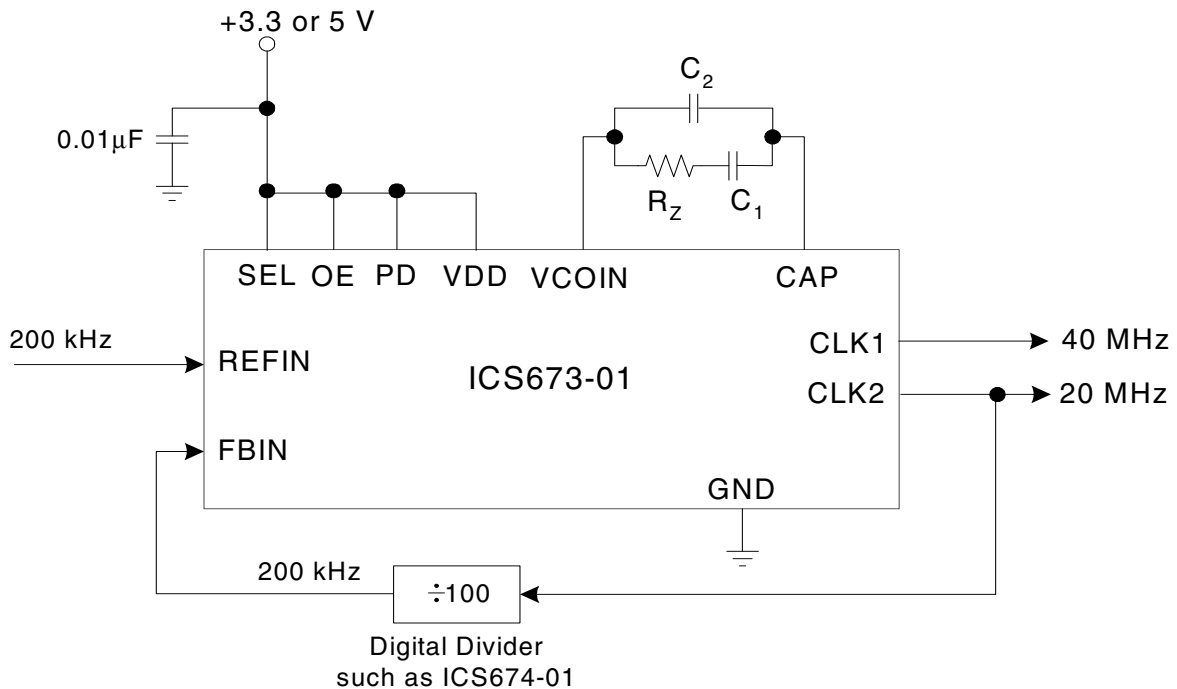 +3.3 or 5 V
C2
0.01μF
RZ
C1
SEL OE PD VDD VCOIN CAP
200 kHz
REFIN
CLK1
40 MHz
ICS673-01
CLK2
20 MHz
FBIN
GND
200 kHz
÷100
Digital Divider
such as ICS674-01